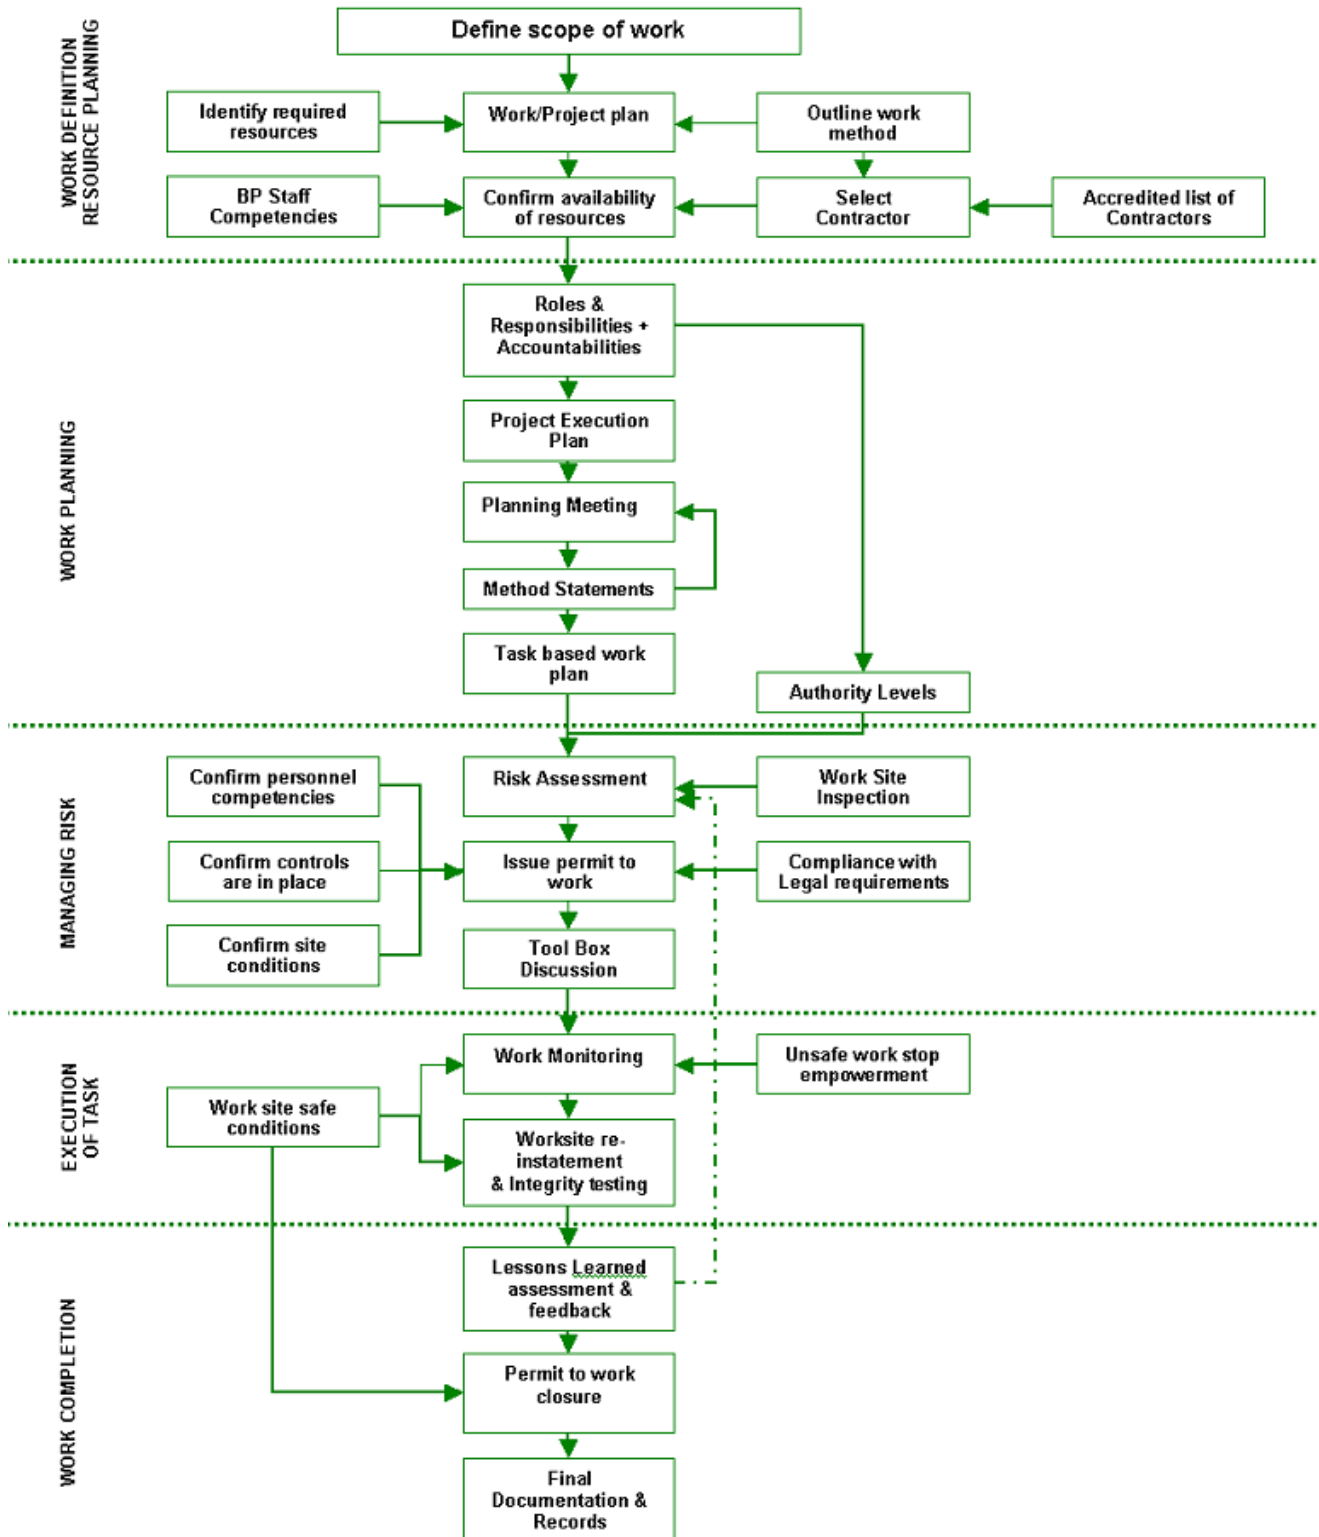 WORK DEFINITION
RESOURCE PLANNING
Define scope of work
Identify required
resources
Work/Project plan
Outline work
method
BP Staff
Competencies
Confirm availability
of resources
Select
Contractor
Accredited list of
Contractors
WORK PLANNING
Roles &
Responsibilities +
Accountabilities
Project Execution
Plan
Planning Meeting
Method Statements
Task based work
plan
Authority Levels
MANAGING RISK
Confirm personnel
competencies
Risk Assessment
Work Site
Inspection
Confirm controls
are in place
Issue permit to
work
Compliance with
Legal requirements
Confirm site
conditions
Tool Box
Discussion
EXECUTION
OF TASK
Work Monitoring
Unsafe work stop
empowerment
Work site safe
conditions
Worksite re-
instatement
& Integrity testing
WORK COMPLETION
Lessons Learned
assessment &
feedback
Permit to work
closure
Final
Documentation &
Records